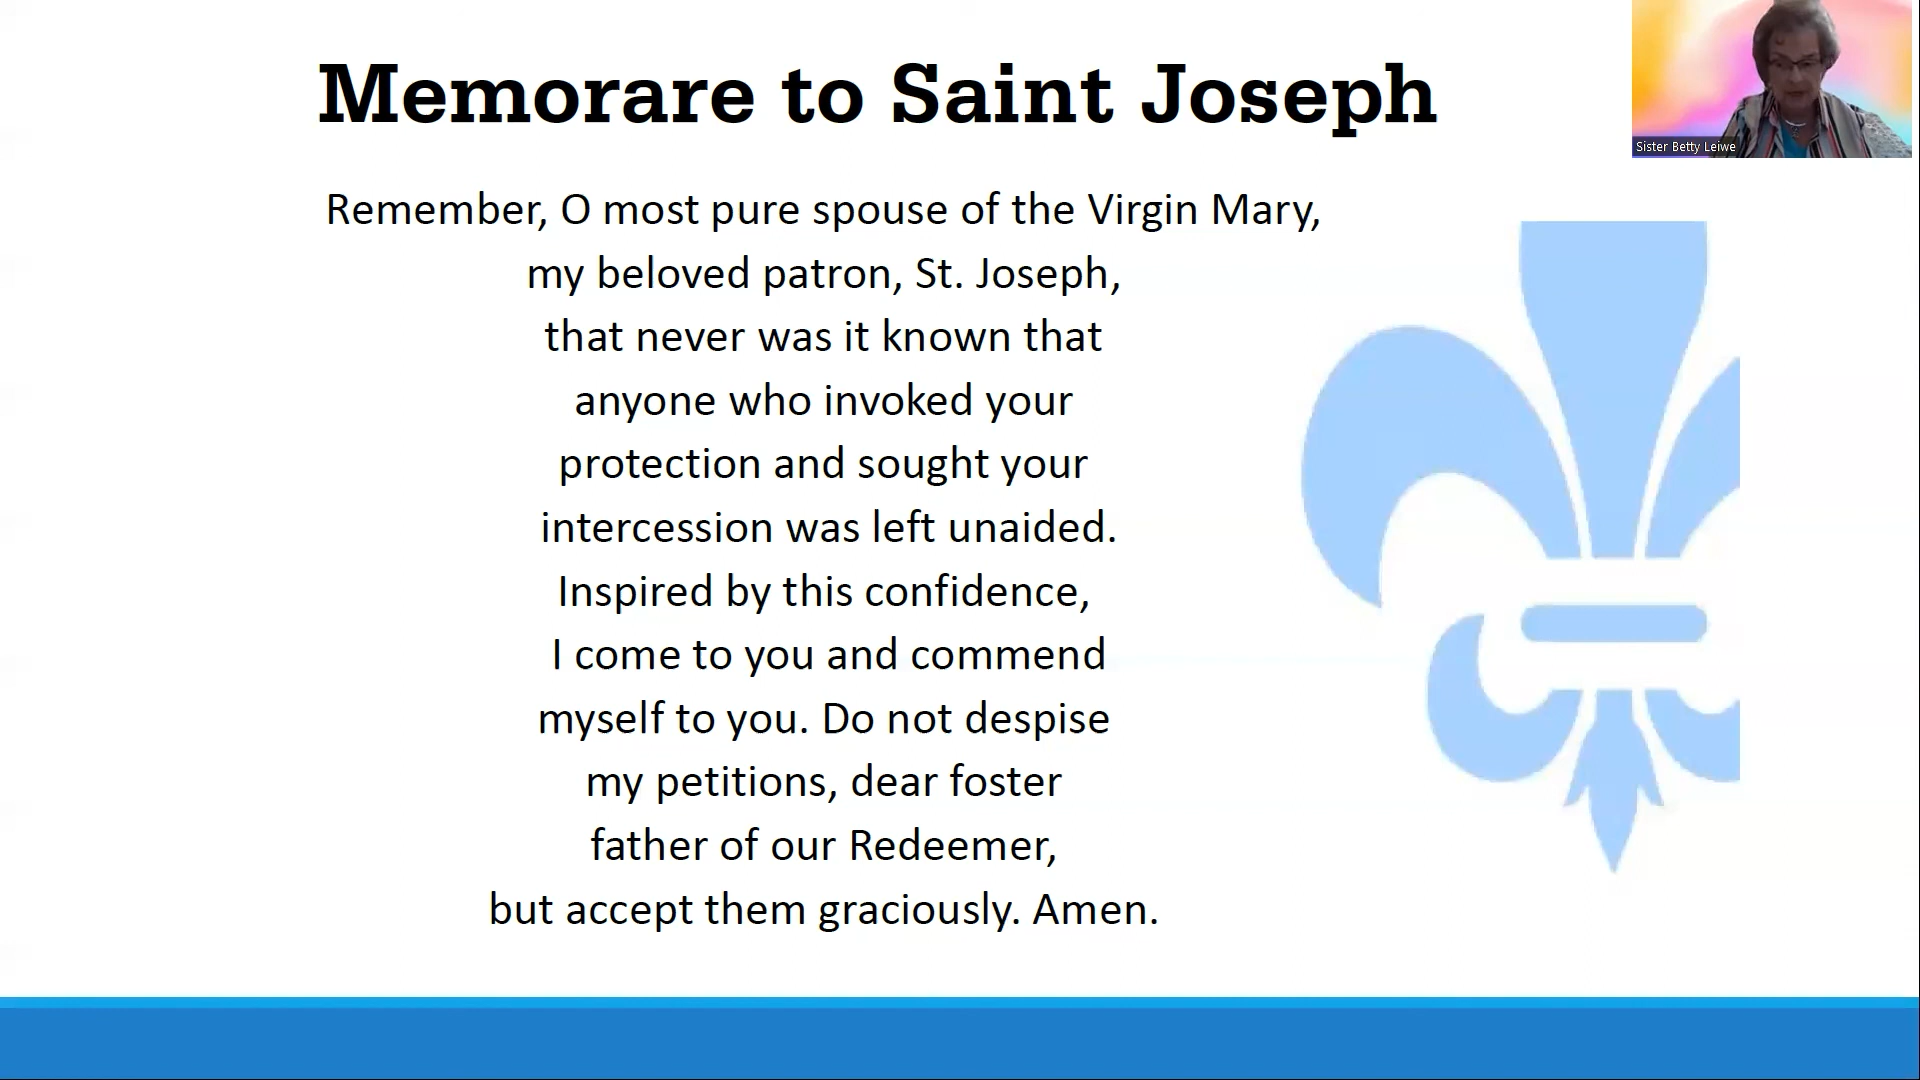 Memorare to Saint Joseph
Sister Betty Leiwe
Remember, O most pure spouse of the Virgin Mary,
my beloved patron, St. Joseph,
that never was it known that
anyone who invoked your
protection and sought your
intercession was left unaided.
Inspired by this confidence,
I come to you and commend
myself to you. Do not despise
my petitions, dear foster
father of our Redeemer,
but accept them graciously. Amen.